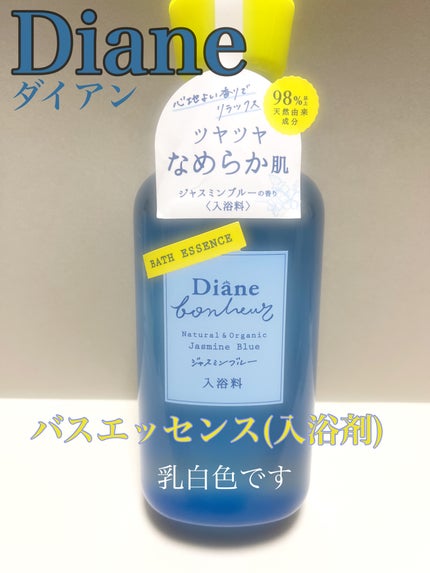 Diane
ダイアン
心地よい香りで
リラックス
98%以上
天然由来
成分
ツヤツヤ
なめらか肌
ジャスミンブルーの香り
〈入浴料〉
BATH ESSENCE
Diâne
bonheur
Natural & Organic
Jasmine Blue
ジャスミンブルー
入浴料
バスエッセンス(入浴剤)
乳白色です